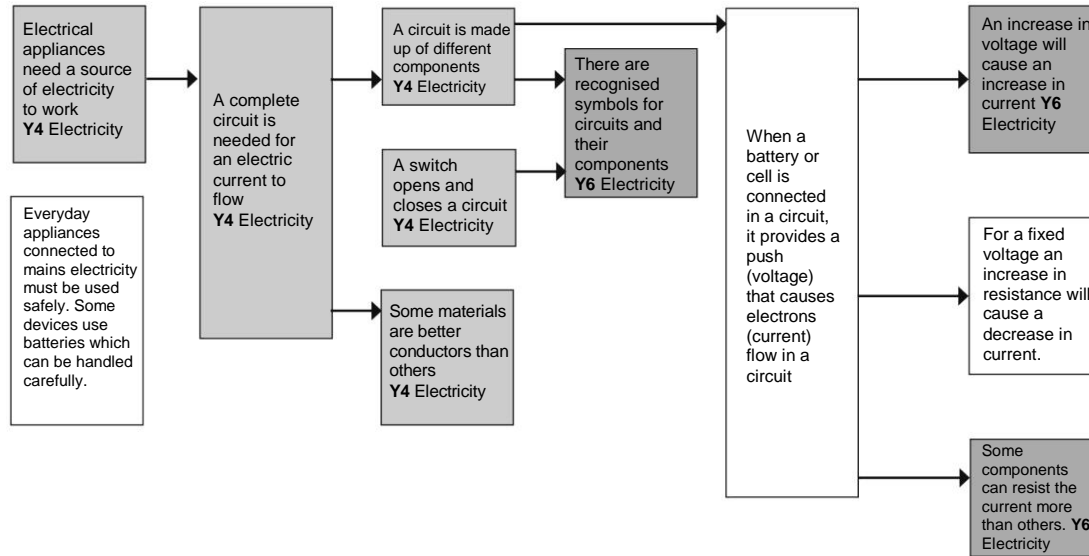 Electrical
appliances
need a source
of electricity
to work
Y4 Electricity
Everyday
appliances
connected to
mains electricity
must be used
safely. Some
devices use
batteries which
can be handled
carefully.
A complete
circuit is
needed for
an electric
current to
flow
Y4 Electricity
A circuit is made
up of different
components
Y4 Electricity
A switch
opens and
closes a circuit
Y4 Electricity
Some materials
are better
conductors than
others
Y4 Electricity
There are
recognised
symbols for
circuits and
their
components
Y6 Electricity
When a
battery or
cell is
connected
in a circuit,
it provides a
push
(voltage)
that causes
electrons
(current)
flow in a
circuit
An increase in
voltage will
cause an
increase in
current Y6
Electricity
For a fixed
voltage an
increase in
resistance will
cause a
decrease in
current.
Some
components
can resist the
current more
than others. Y6
Electricity